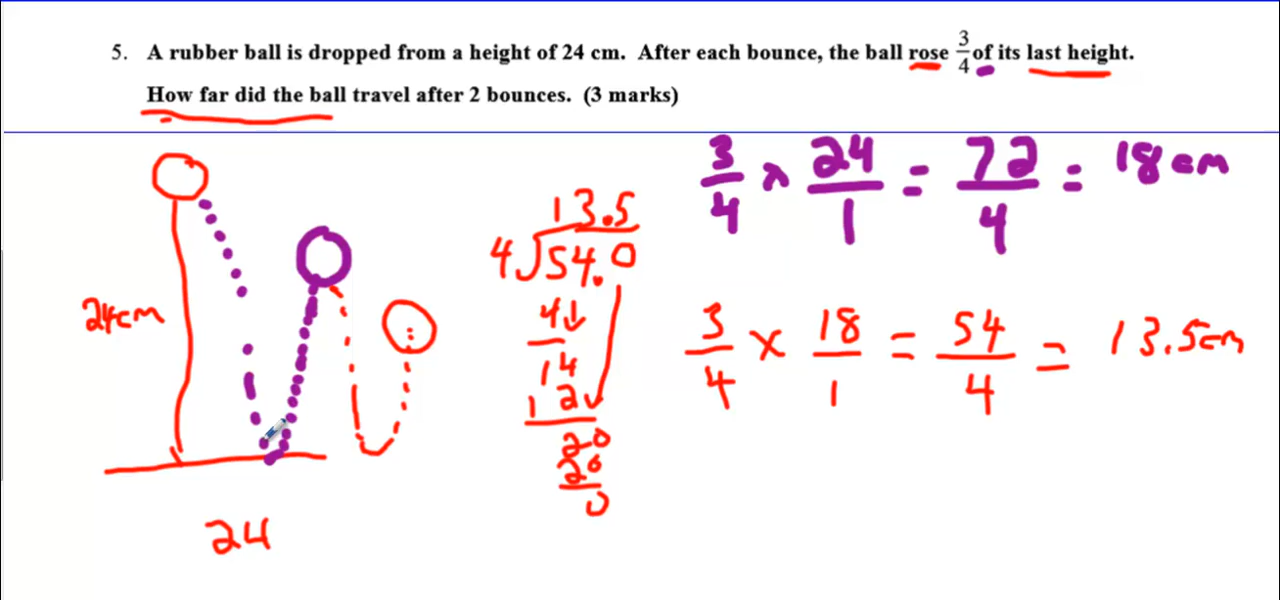 5. A rubber ball is dropped from a height of 24 cm. After each bounce, the ball rose 3/4 of its last height.
How far did the ball travel after 2 bounces. (3 marks)
3/4 x 24/1 = 72/4 = 18 cm
13.5
4 54.0
24cm
4
3/4 x 18/1 = 54/4 = 13.5cm
14
12
20
20
0
24